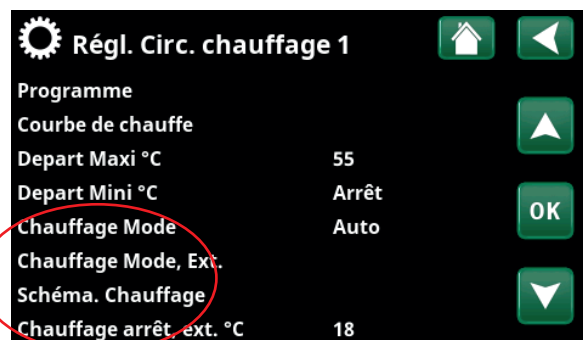 Régl. Circ. chauffage 1
Programme
Courbe de chauffe
Depart Maxi °C 55
Depart Mini °C Arrêt
Chauffage Mode Auto
OK
Chauffage Mode, Ext.
Schéma. Chauffage
Chauffage arrêt, ext. °C 18